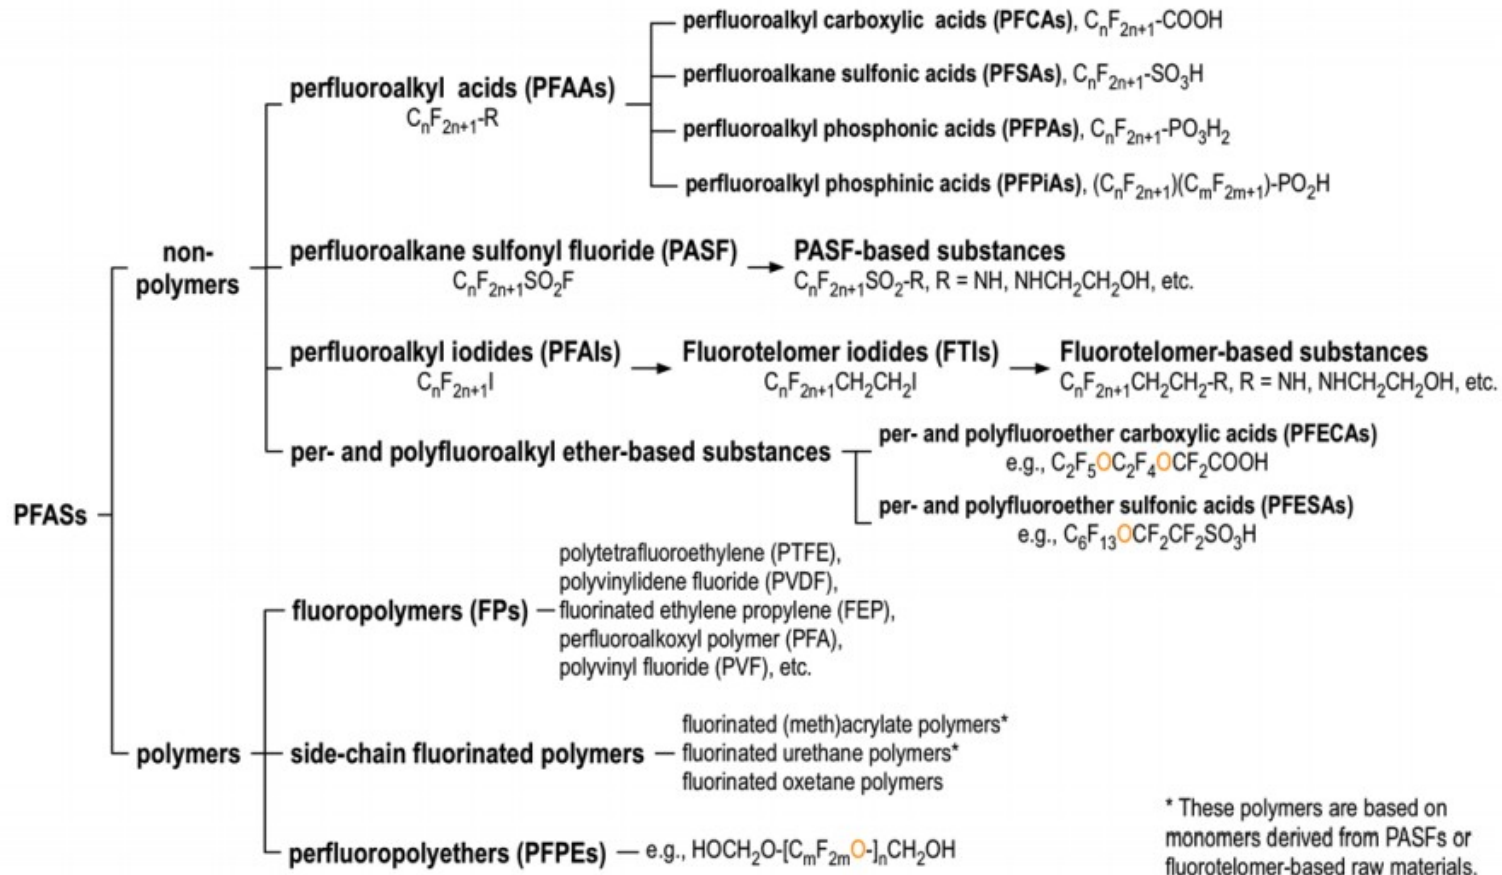 perfluoroalkyl carboxylic acids (PFCAs), CₙF₂ₙ₊₁-COOH
perfluoroalkyl acids (PFAAs)
CₙF₂ₙ₊₁-R
perfluoroalkane sulfonic acids (PFSAs), CₙF₂ₙ₊₁-SO₃H
perfluoroalkyl phosphonic acids (PFPAs), CₙF₂ₙ₊₁-PO₃H₂
perfluoroalkyl phosphinic acids (PFPiAs), (CₙF₂ₙ₊₁)(CₘF₂ₘ₊₁)-PO₂H
non-
polymers
perfluoroalkane sulfonyl fluoride (PASF)
CₙF₂ₙ₊₁SO₂F
PASF-based substances
CₙF₂ₙ₊₁SO₂-R, R = NH, NHCH₂CH₂OH, etc.
perfluoroalkyl iodides (PFAIs)
CₙF₂ₙ₊₁I
Fluorotelomer iodides (FTIs)
CₙF₂ₙ₊₁CH₂CH₂I
Fluorotelomer-based substances
CₙF₂ₙ₊₁CH₂CH₂-R, R = NH, NHCH₂CH₂OH, etc.
per- and polyfluoroalkyl ether-based substances
per- and polyfluoroether carboxylic acids (PFECAs)
e.g., C₂F₅OC₂F₄OCF₂COOH
per- and polyfluoroether sulfonic acids (PFESAs)
e.g., C₆F₁₃OCF₂CF₂SO₃H
PFASs
fluoropolymers (FPs)
polytetrafluoroethylene (PTFE),
polyvinylidene fluoride (PVDF),
fluorinated ethylene propylene (FEP),
perfluoroalkoxyl polymer (PFA),
polyvinyl fluoride (PVF), etc.
polymers
side-chain fluorinated polymers
fluorinated (meth)acrylate polymers*
fluorinated urethane polymers*
fluorinated oxetane polymers
perfluoropolyethers (PFPEs)
e.g., HOCH₂O-[CₘF₂ₘO-]ₙCH₂OH
* These polymers are based on
monomers derived from PASFs or
fluorotelomer-based raw materials.